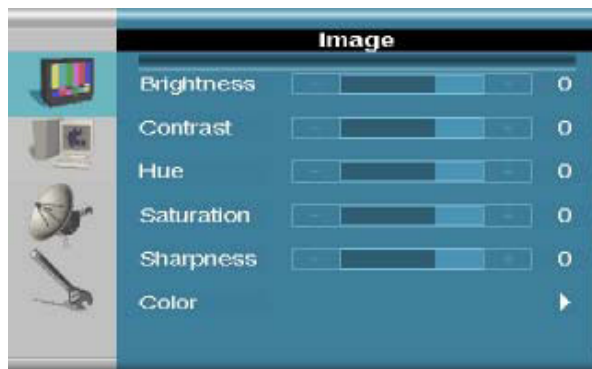 Image
Brightness - - 0
Contrast - - 0
Hue - - 0
Saturation - - 0
Sharpness - - 0
Color